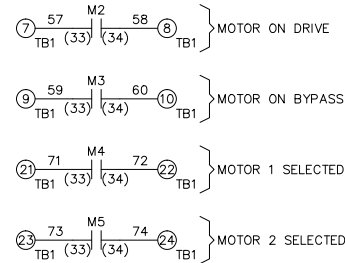 M2
7 57 58 8 MOTOR ON DRIVE
TB1 (33) (34) TB1
M3
9 59 60 10 MOTOR ON BYPASS
TB1 (33) (34) TB1
M4
21 71 72 22 MOTOR 1 SELECTED
TB1 (33) (34) TB1
M5
23 73 74 24 MOTOR 2 SELECTED
TB1 (33) (34) TB1